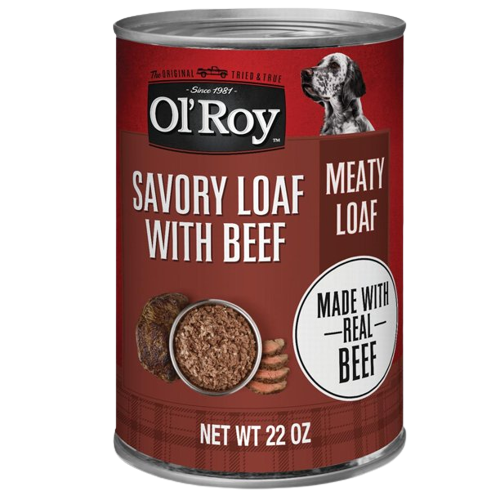 The ORIGINAL TRIED & TRUE
- Since 1981 -
Ol' Roy™
SAVORY LOAF
WITH BEEF
MEATY
LOAF
MADE WITH
—REAL—
BEEF
NET WT 22 OZ